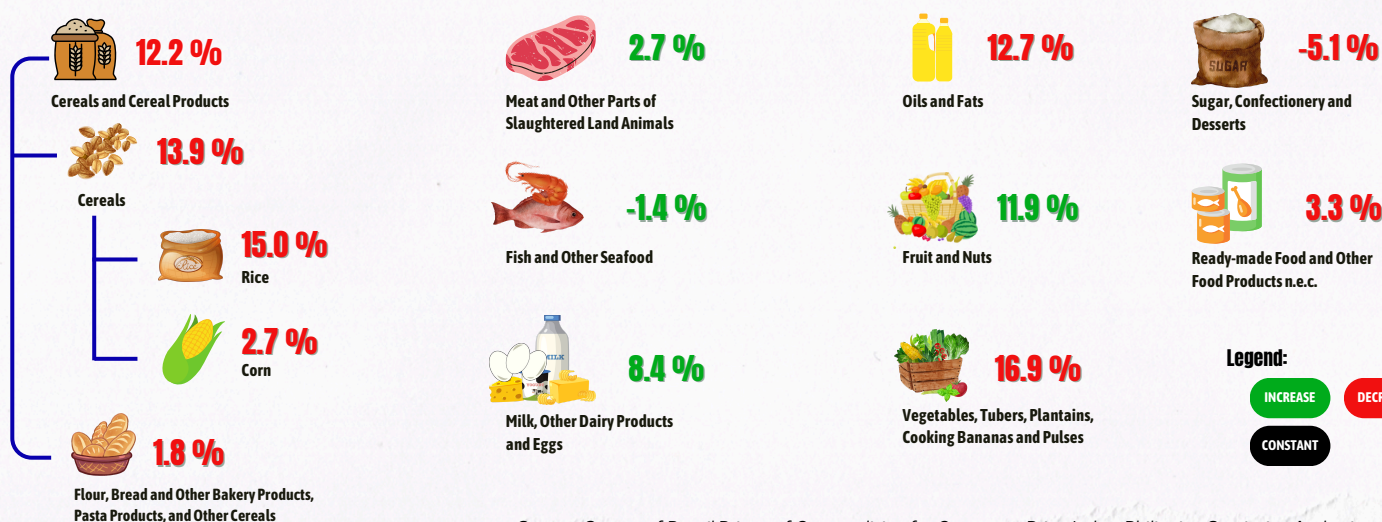 12.2 %
Cereals and Cereal Products
13.9 %
Cereals
15.0 %
Rice
2.7 %
Corn
1.8 %
Flour, Bread and Other Bakery Products,
Pasta Products, and Other Cereals
2.7 %
Meat and Other Parts of
Slaughtered Land Animals
-1.4 %
Fish and Other Seafood
MILK
8.4 %
Milk, Other Dairy Products
and Eggs
12.7 %
Oils and Fats
11.9 %
Fruit and Nuts
16.9 %
Vegetables, Tubers, Plantains,
Cooking Bananas and Pulses
SUGAR
-5.1 %
Sugar, Confectionery and
Desserts
3.3 %
Ready-made Food and Other
Food Products n.e.c.
Legend:
INCREASE
DECR
CONSTANT